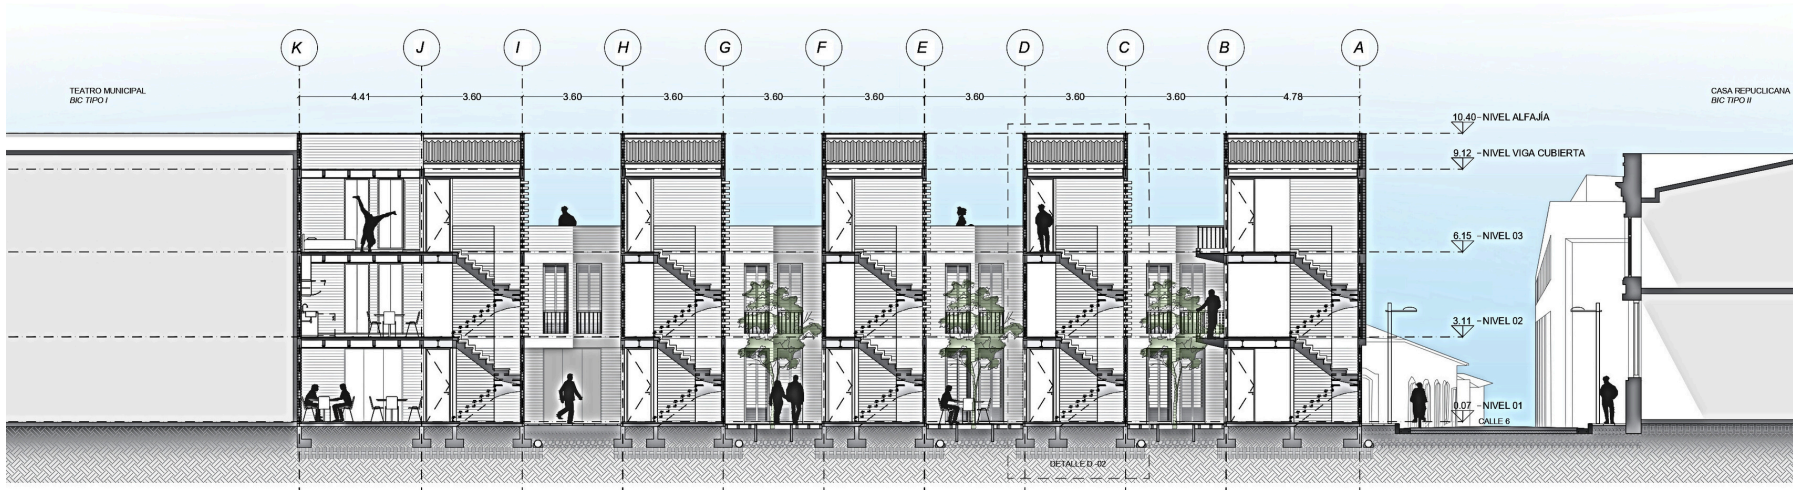 K J I H G F E D C B A
TEATRO MUNICIPAL
BIC TIPO I
CASA REPUCLICANA
BIC TIPO II
4.41 3.60 3.60 3.60 3.60 3.60 3.60 3.60 3.60 4.78
10.40 - NIVEL ALFAJÍA
9.12 - NIVEL VIGA CUBIERTA
6.15 - NIVEL 03
3.11 - NIVEL 02
0.07 - NIVEL 01
CALLE 6
DETALLE D -02